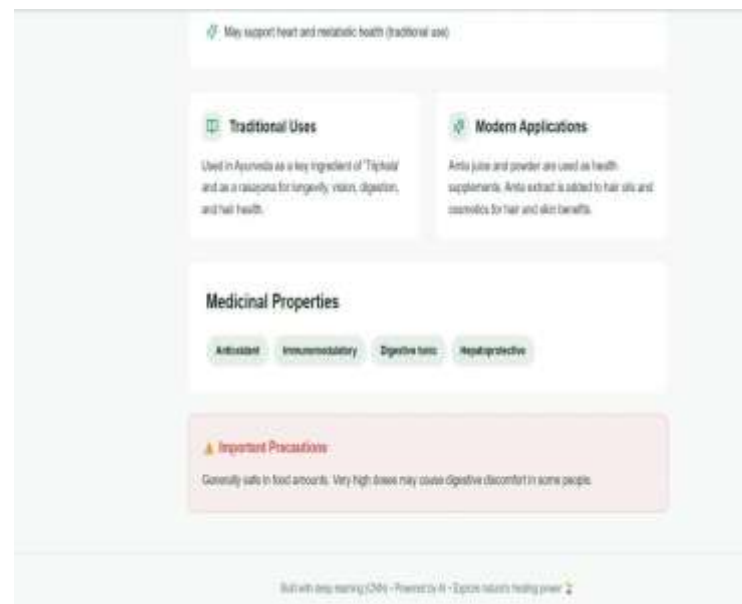 May support heart and metabolic health (traditional use)
Traditional Uses
Used in Ayurveda as a key ingredient of 'Triphala'
and as a rasayana for longevity, vision, digestion,
and hair health.
Modern Applications
Amla juice and powder are used as health
supplements. Amla extract is added to hair oils and
cosmetics for hair and skin benefits.
Medicinal Properties
Antioxidant Immunomodulatory Digestive tonic Hepatoprotective
Important Precautions
Generally safe in food amounts. Very high doses may cause digestive discomfort in some people.
Built with deep learning (CNN) • Powered by AI • Explore nature's healing power